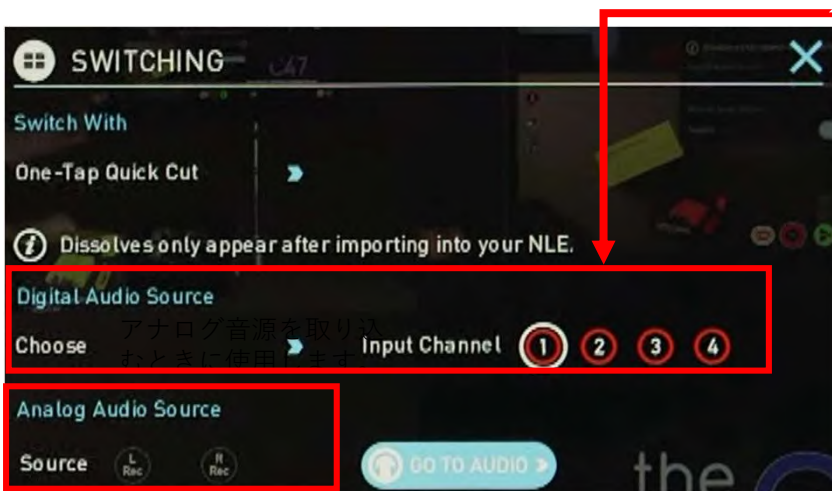 SWITCHING
Switch With
One-Tap Quick Cut
Dissolves only appear after importing into your NLE.
Digital Audio Source
アナログ音源を取り込
Choose Input Channel 1 2 3 4
むときに使用します
Analog Audio Source
Source L Rec R Rec GO TO AUDIO
the